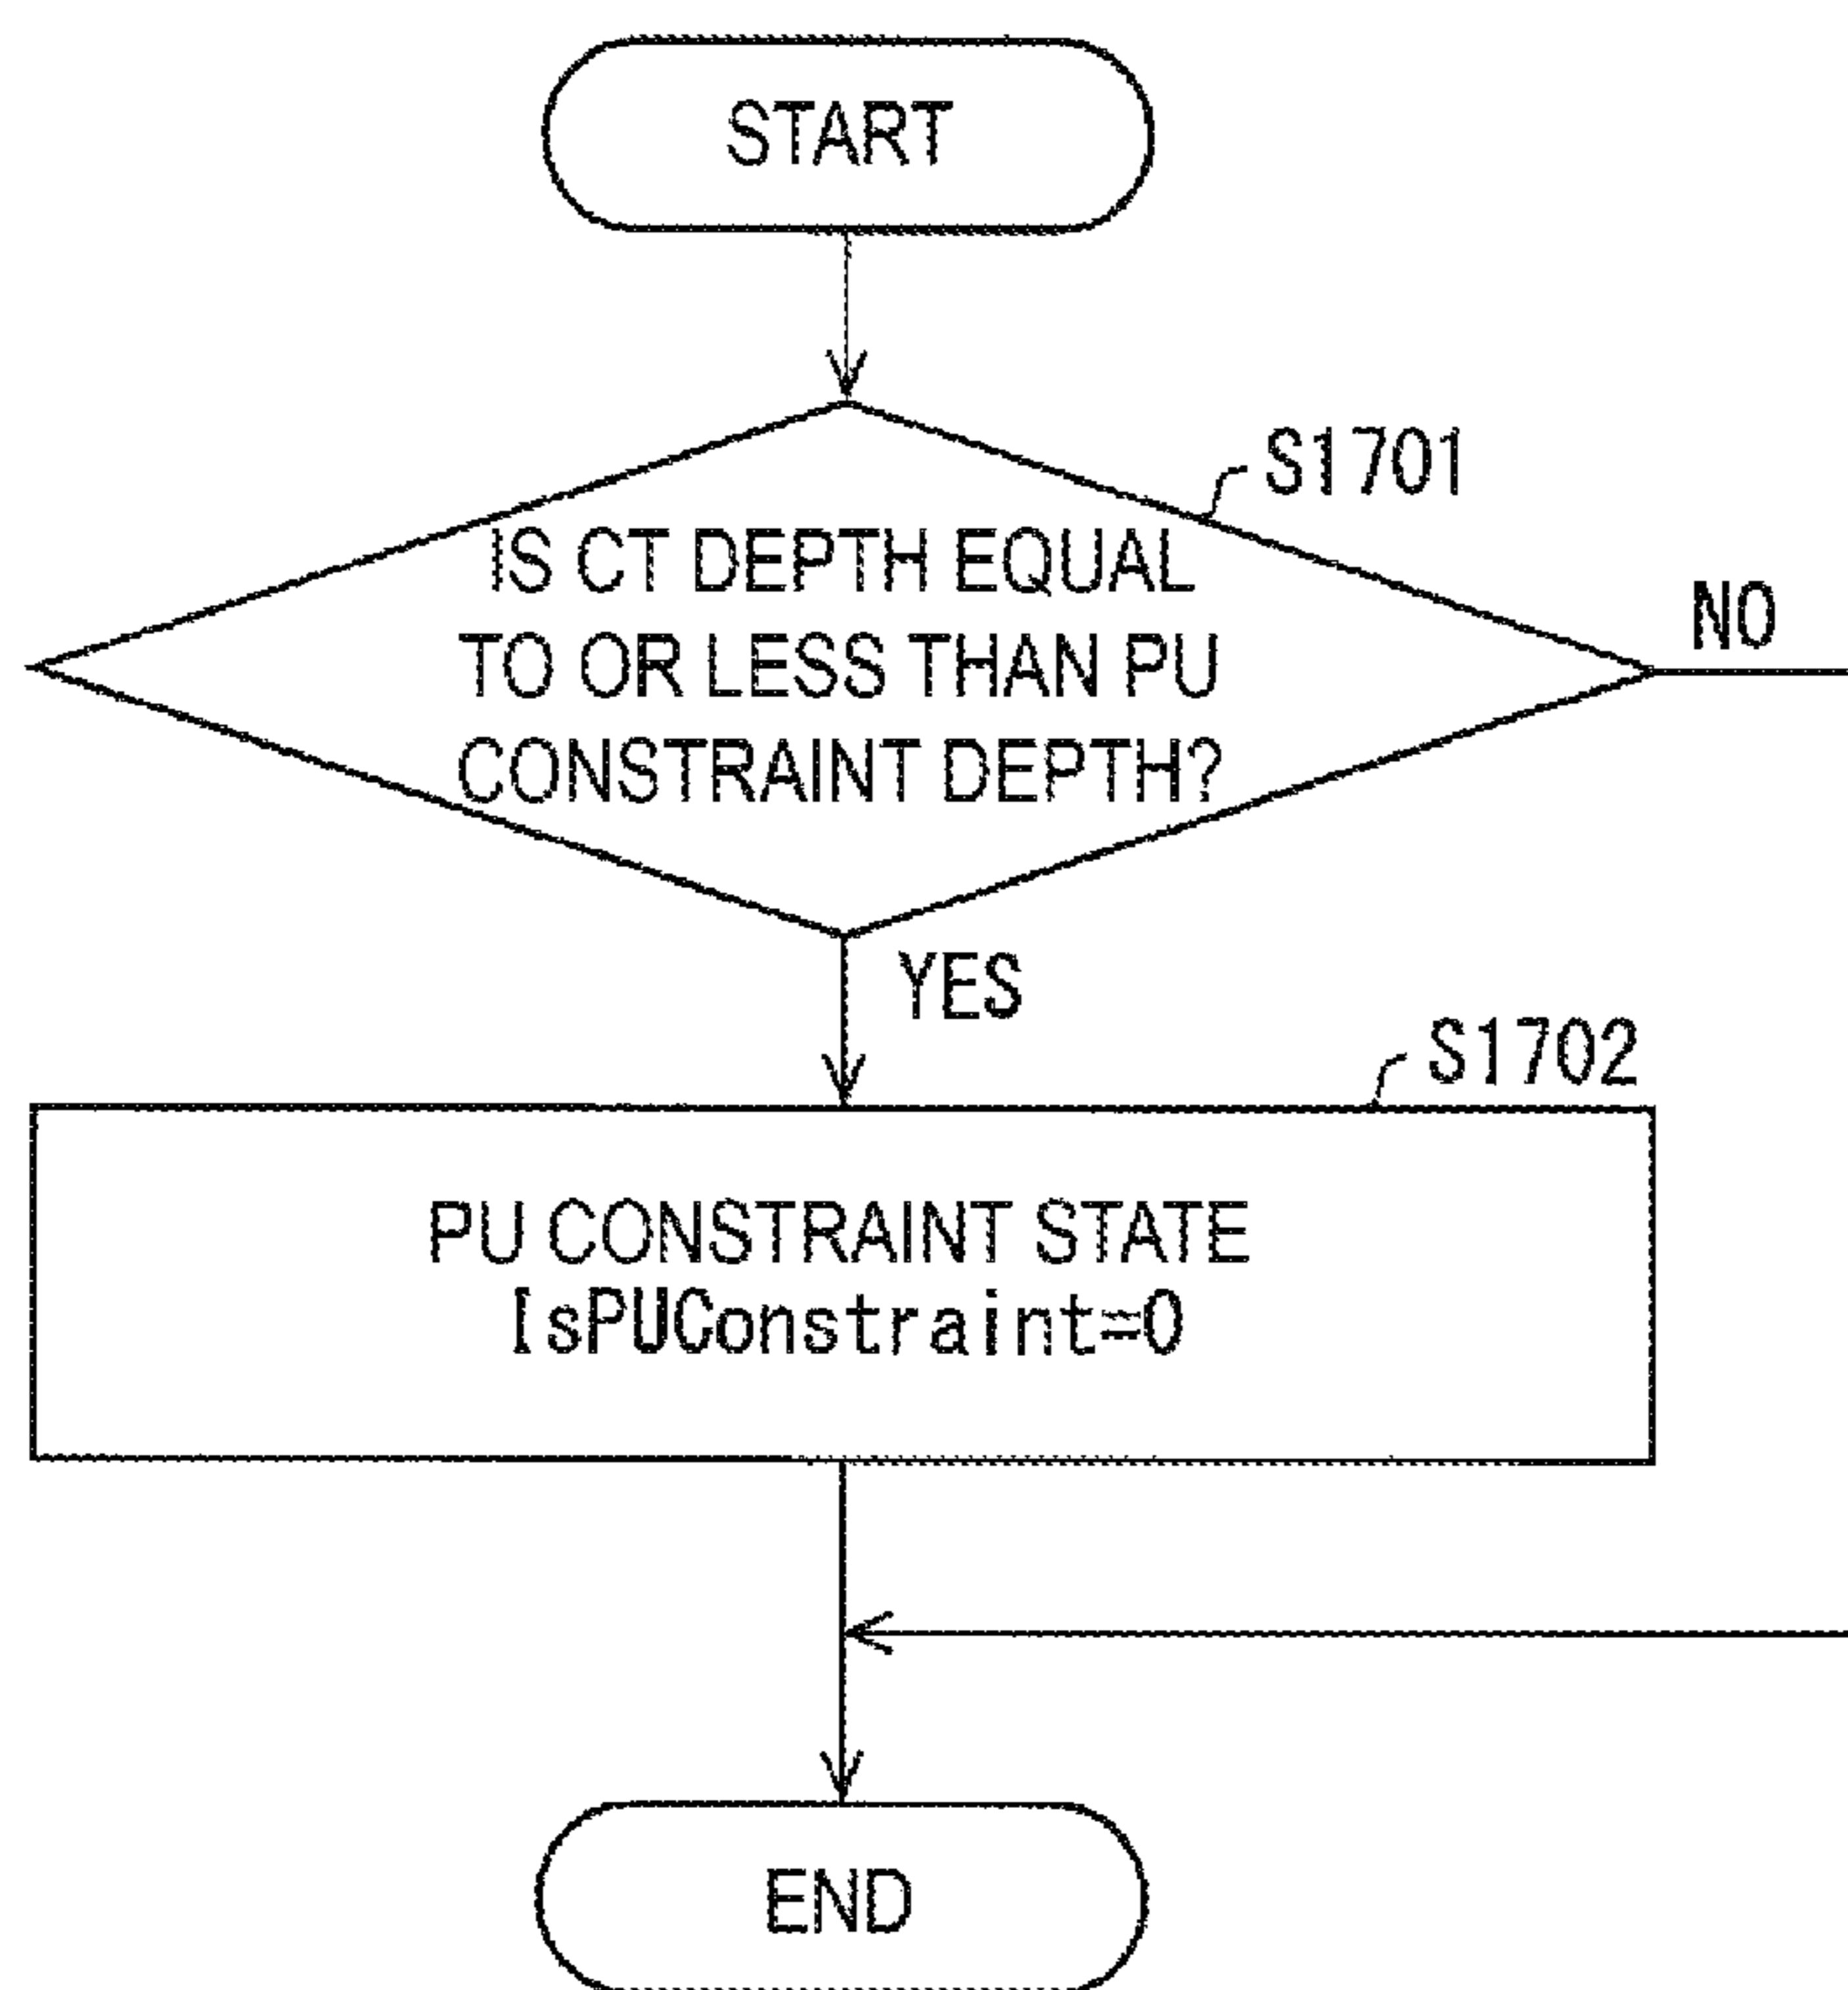 START
S1701
IS CT DEPTH EQUAL
TO OR LESS THAN PU
CONSTRAINT DEPTH?
NO
YES
S1702
PU CONSTRAINT STATE
IsPUConstraint=0
END